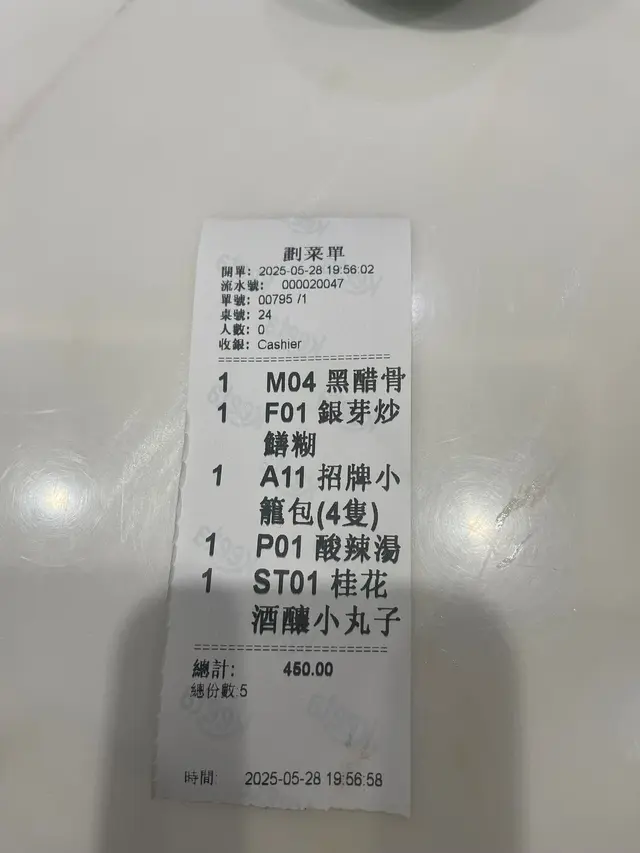 劃菜單
開單: 2025-05-28 19:56:02
流水號: 000020047
單號: 00795 /1
桌號: 24
人數: 0
收銀: Cashier
==========================
1 M04 黑醋骨
1 F01 銀芽炒
鱔糊
1 A11 招牌小
籠包(4隻)
1 P01 酸辣湯
1 ST01 桂花
酒釀小丸子
==========================
總計: 450.00
總份數:5
時間: 2025-05-28 19:56:58